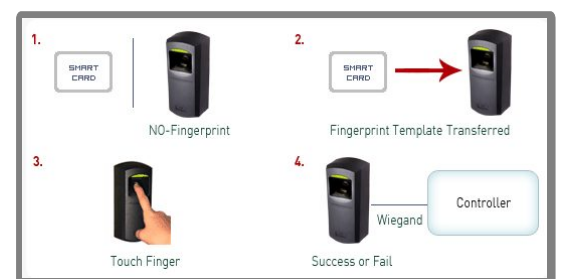 1.
SMART
CARD
NO-Fingerprint
2.
SMART
CARD
Fingerprint Template Transferred
3.
Touch Finger
4.
Wiegand
Controller
Success or Fail